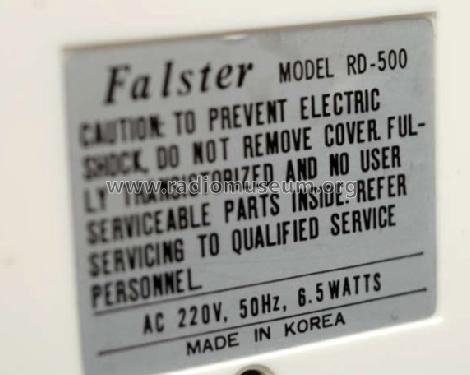 Falster MODEL RD-500
CAUTION: TO PREVENT ELECTRIC
SHOCK, DO NOT REMOVE COVER. FUL-
LY TRANSISTORIZED AND NO USER
www.radiomuseum.org
SERVICEABLE PARTS INSIDE. REFER
SERVICING TO QUALIFIED SERVICE
PERSONNEL.
AC 220V, 50Hz, 6.5WATTS
MADE IN KOREA